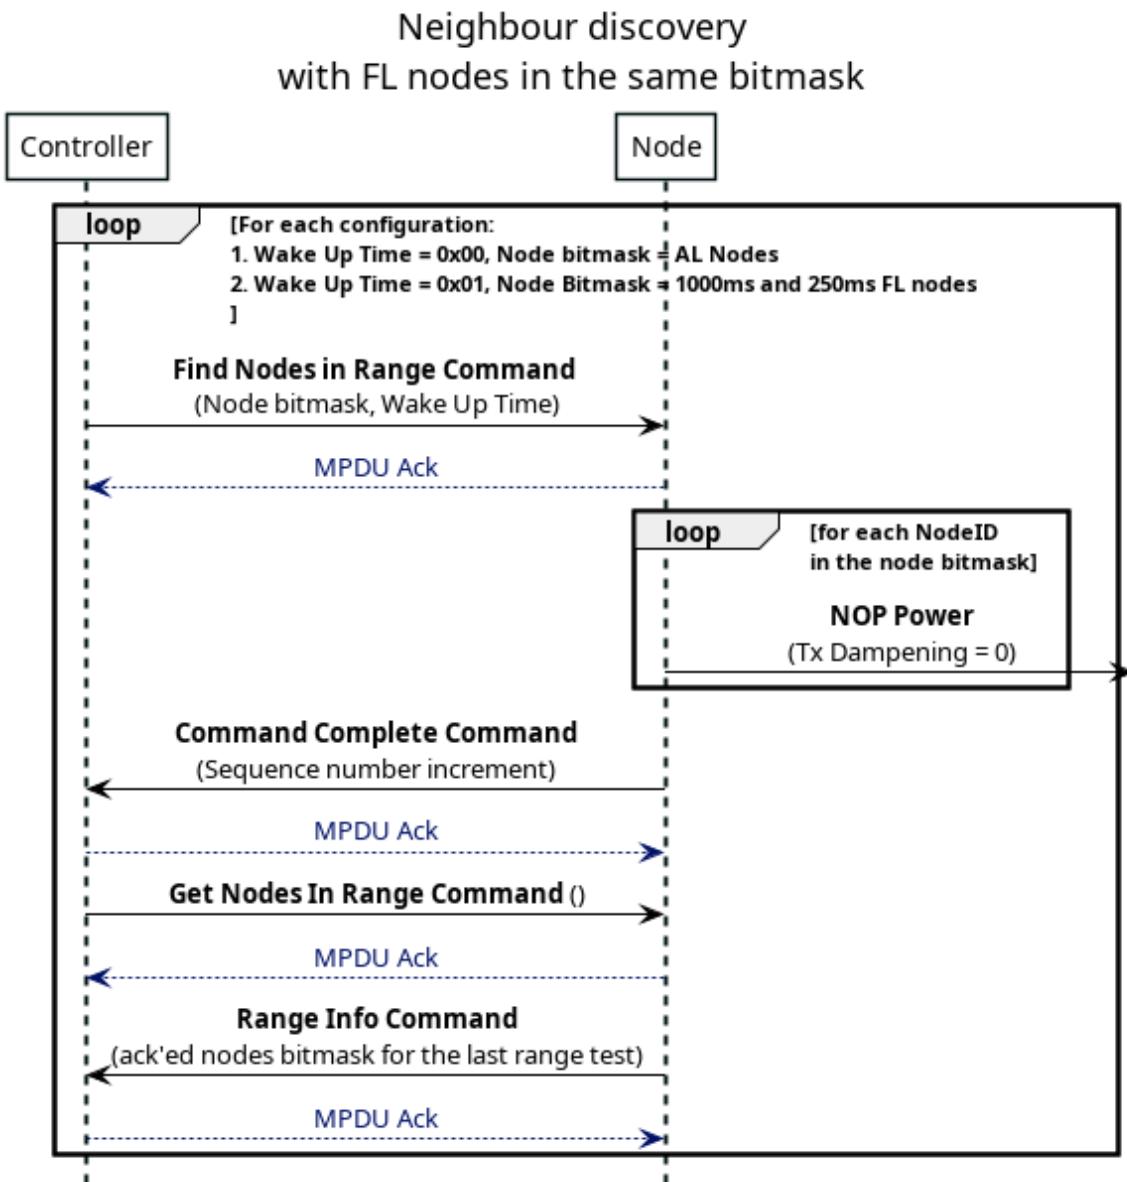 Neighbour discovery
with FL nodes in the same bitmask
Controller
Node
loop
[For each configuration:
1. Wake Up Time = 0x00, Node bitmask = AL Nodes
2. Wake Up Time = 0x01, Node Bitmask = 1000ms and 250ms FL nodes
]
Find Nodes in Range Command
(Node bitmask, Wake Up Time)
MPDU Ack
loop
[for each NodeID
in the node bitmask]
NOP Power
(Tx Dampening = 0)
Command Complete Command
(Sequence number increment)
MPDU Ack
Get Nodes In Range Command ()
MPDU Ack
Range Info Command
(ack'ed nodes bitmask for the last range test)
MPDU Ack